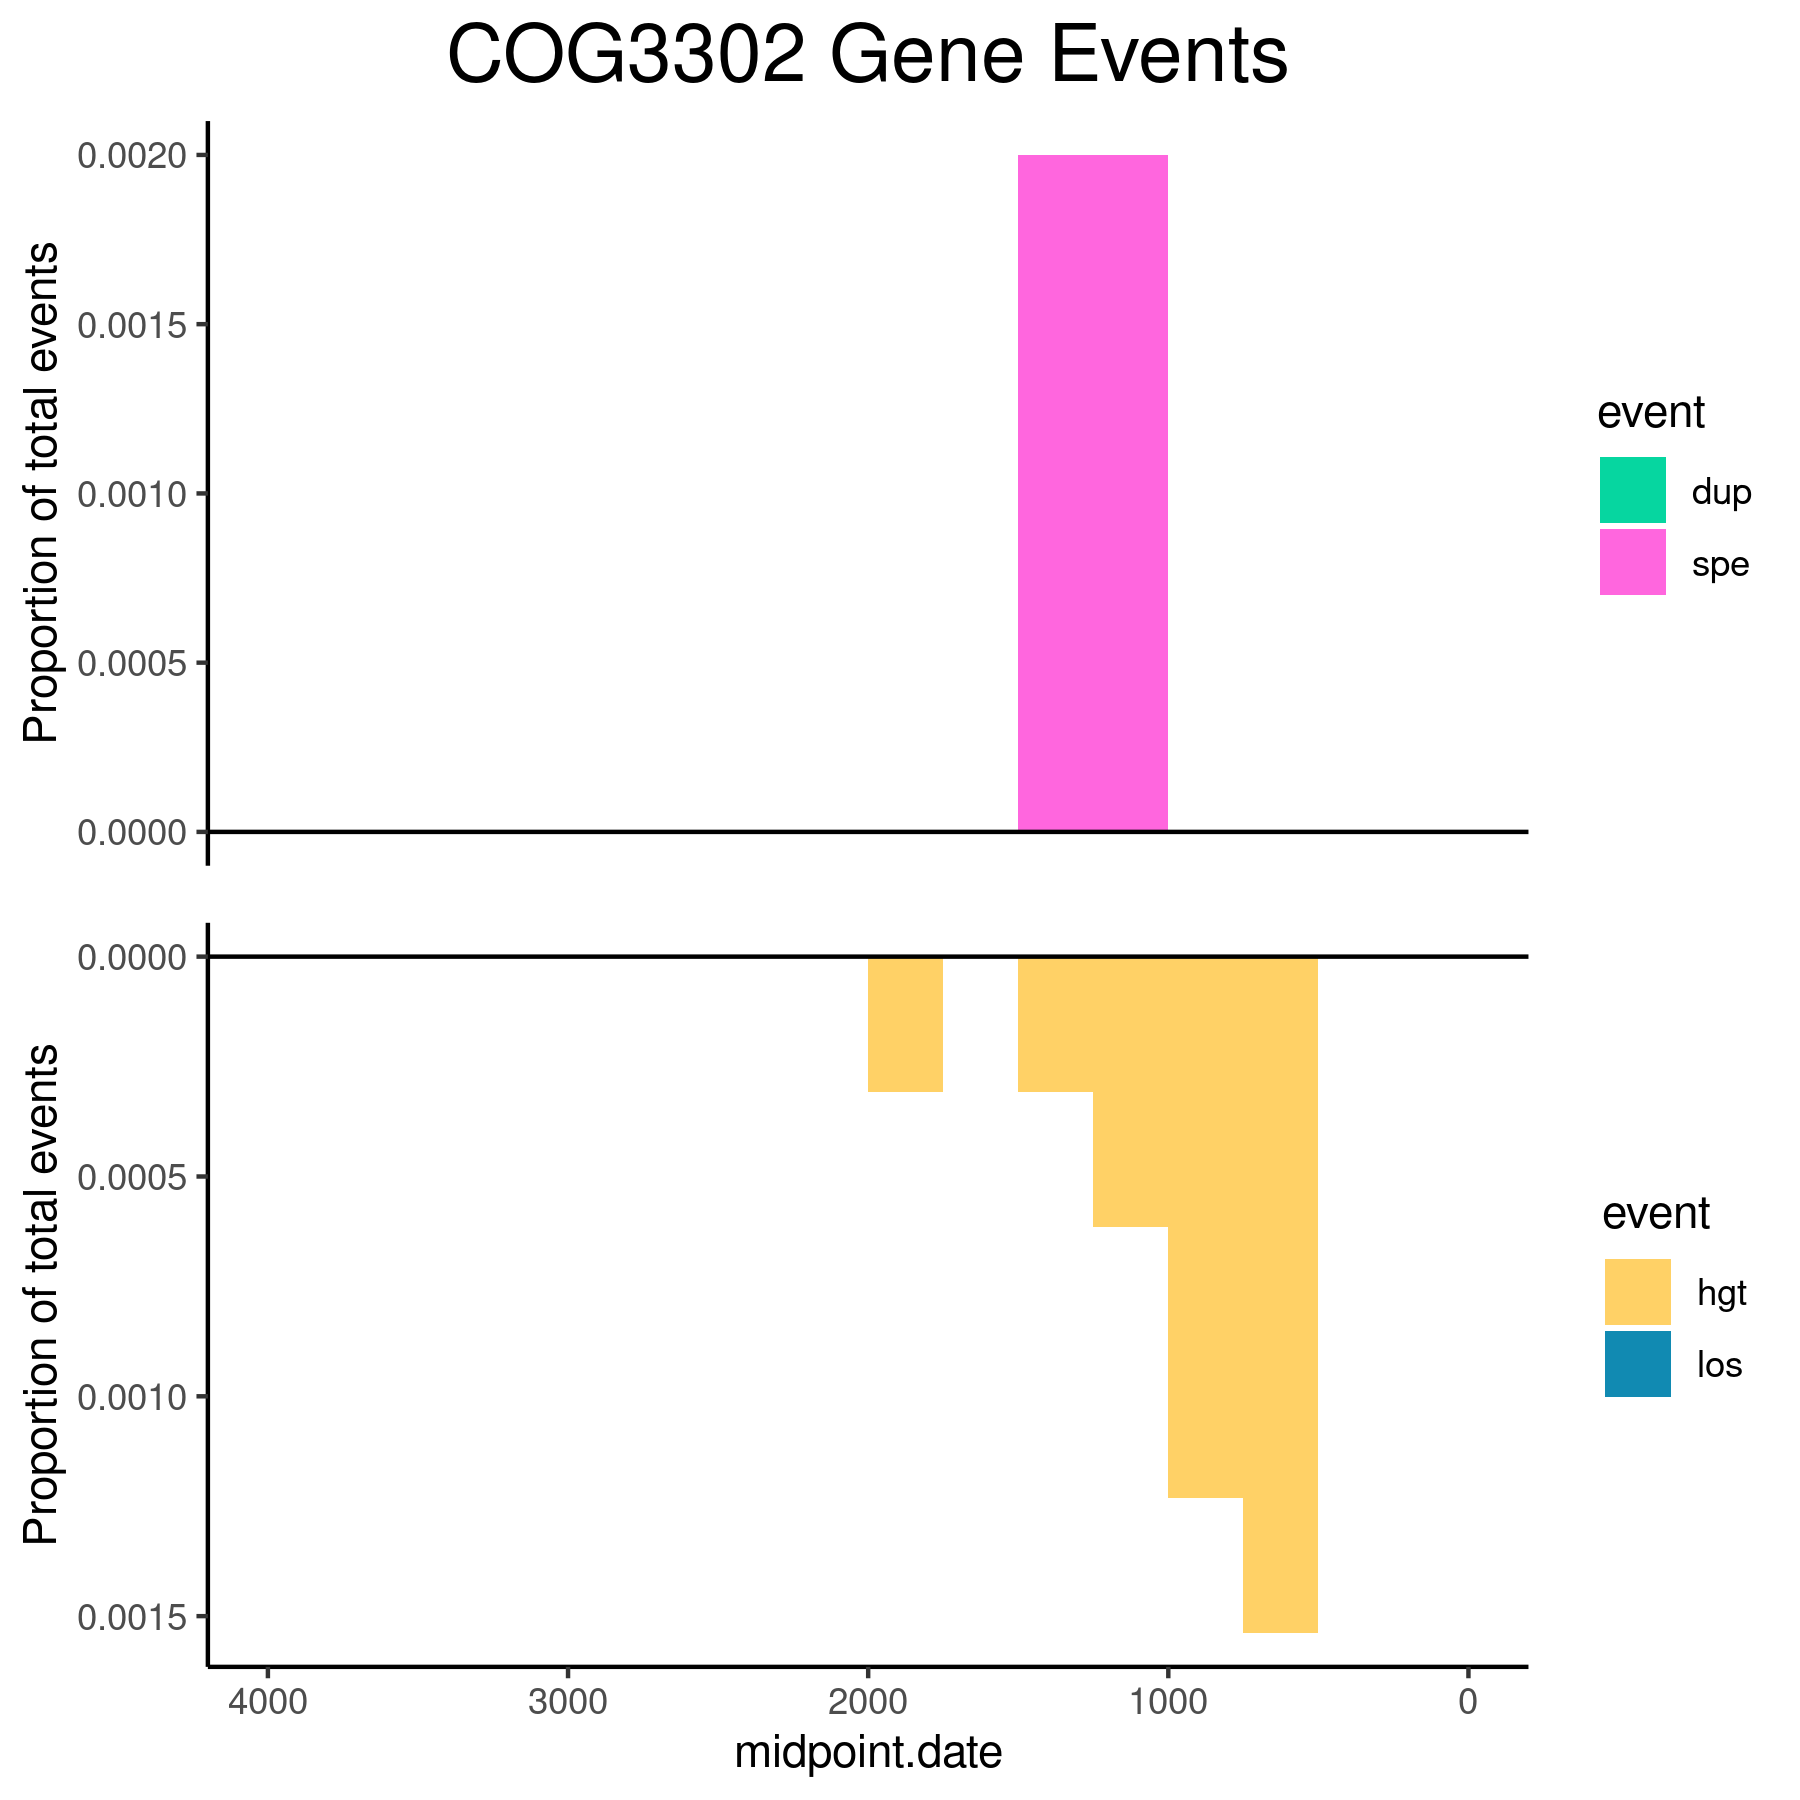 COG3302 Gene Events
Proportion of total events
0.0020
0.0015
0.0010
0.0005
0.0000
event
dup
spe
Proportion of total events
0.0000
0.0005
0.0010
0.0015
event
hgt
los
4000 3000 2000 1000 0
midpoint.date